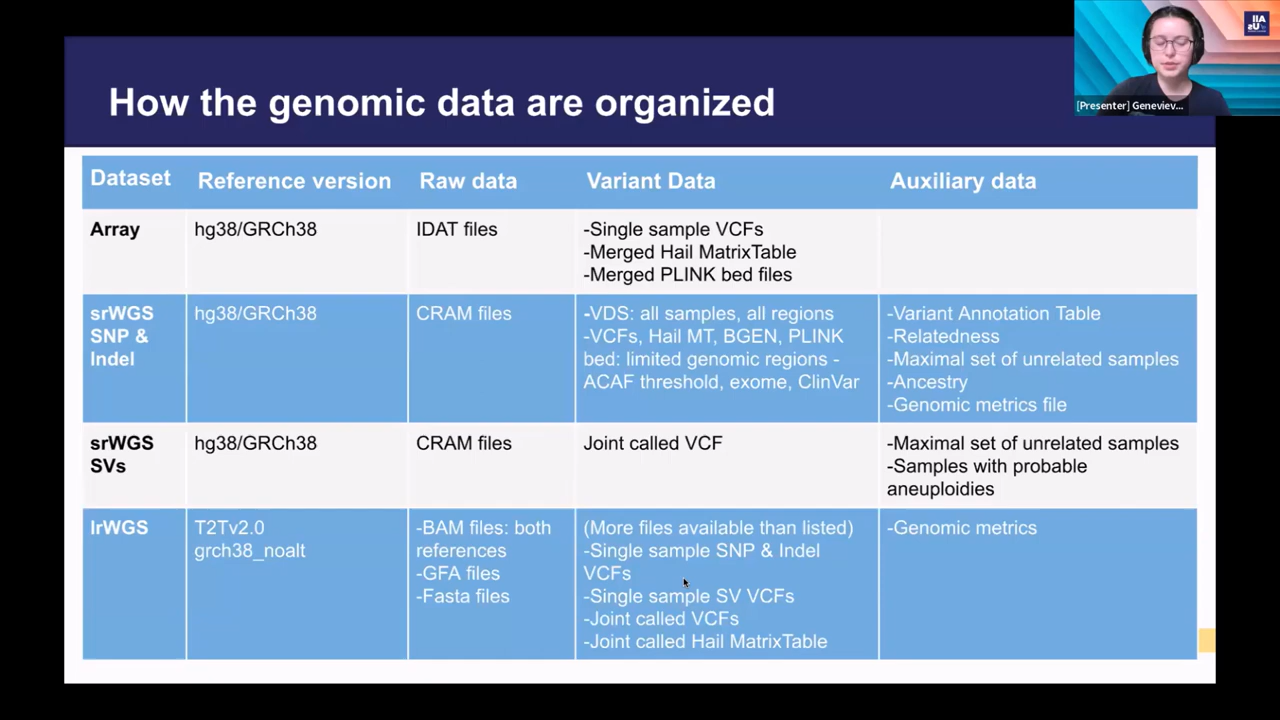 How the genomic data are organized
[Presenter] Geneviev...
Dataset
Reference version
Raw data
Variant Data
Auxiliary data
Array
hg38/GRCh38
IDAT files
-Single sample VCFs
-Merged Hail MatrixTable
-Merged PLINK bed files
srWGS
SNP &
Indel
hg38/GRCh38
CRAM files
-VDS: all samples, all regions
-VCFs, Hail MT, BGEN, PLINK
bed: limited genomic regions -
ACAF threshold, exome, ClinVar
-Variant Annotation Table
-Relatedness
-Maximal set of unrelated samples
-Ancestry
-Genomic metrics file
srWGS
SVs
hg38/GRCh38
CRAM files
Joint called VCF
-Maximal set of unrelated samples
-Samples with probable
aneuploidies
lrWGS
T2Tv2.0
grch38_noalt
-BAM files: both
references
-GFA files
-Fasta files
(More files available than listed)
-Single sample SNP & Indel
VCFs
-Single sample SV VCFs
-Joint called VCFs
-Joint called Hail MatrixTable
-Genomic metrics